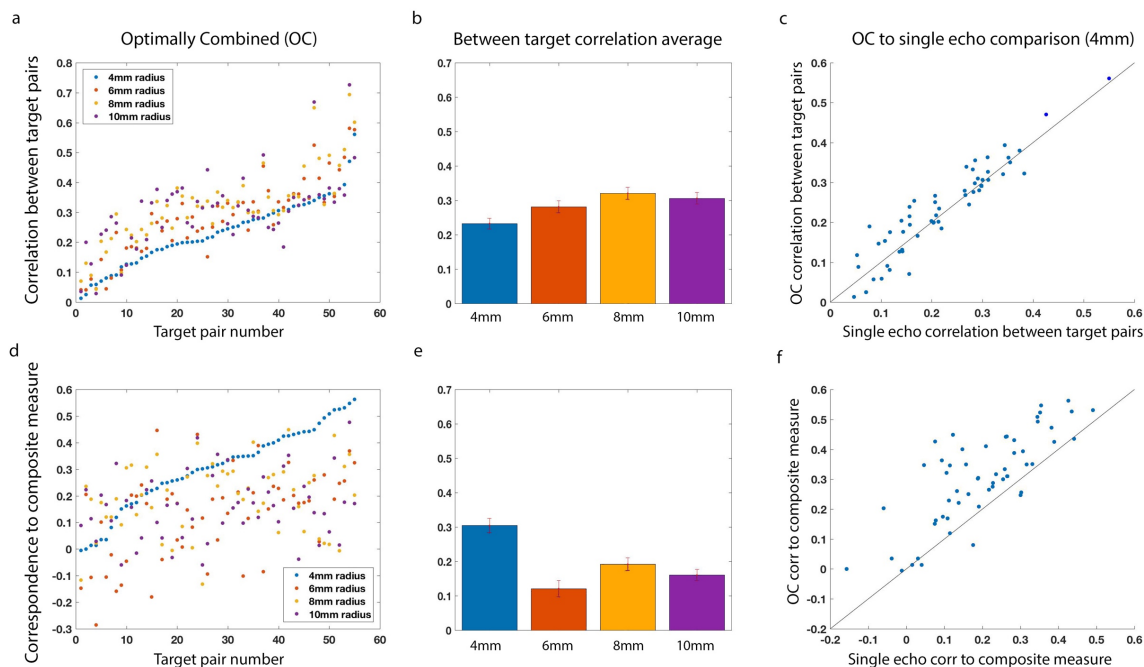 a
Optimally Combined (OC)
Correlation between target pairs
0.8
0.7
0.6
0.5
0.4
0.3
0.2
0.1
0
4mm radius
6mm radius
8mm radius
10mm radius
0 10 20 30 40 50 60
Target pair number
b
Between target correlation average
0.7
0.6
0.5
0.4
0.3
0.2
0.1
0
4mm 6mm 8mm 10mm
c
OC to single echo comparison (4mm)
OC correlation between target pairs
0.6
0.5
0.4
0.3
0.2
0.1
0
0 0.1 0.2 0.3 0.4 0.5 0.6
Single echo correlation between target pairs
d
Correspondence to composite measure
0.6
0.5
0.4
0.3
0.2
0.1
0
-0.1
-0.2
-0.3
4mm radius
6mm radius
8mm radius
10mm radius
0 10 20 30 40 50 60
Target pair number
e
0.7
0.6
0.5
0.4
0.3
0.2
0.1
0
4mm 6mm 8mm 10mm
f
OC corr to composite measure
0.6
0.5
0.4
0.3
0.2
0.1
0
-0.1
-0.2
-0.2 -0.1 0 0.1 0.2 0.3 0.4 0.5 0.6
Single echo corr to composite measure